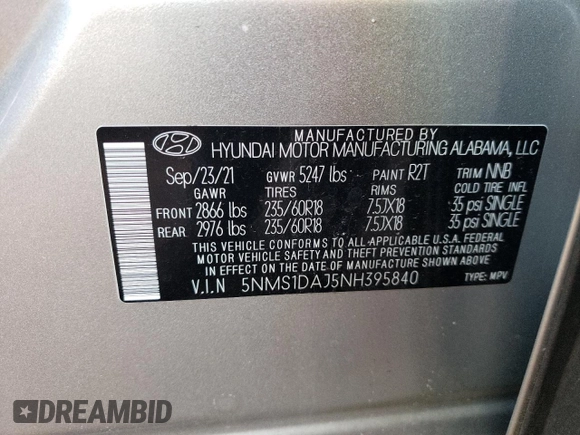 MANUFACTURED BY
HYUNDAI MOTOR MANUFACTURING ALABAMA, LLC
Sep/23/21 GVWR 5247 lbs PAINT R2T TRIM NNB
GAWR TIRES RIMS COLD TIRE INFL
FRONT 2866 lbs 235/60R18 7.5JX18 35 psi SINGLE
REAR 2976 lbs 235/60R18 7.5JX18 35 psi SINGLE
THIS VEHICLE CONFORMS TO ALL APPLICABLE U.S.A. FEDERAL
MOTOR VEHICLE SAFETY AND THEFT PREVENTION STANDARDS
IN EFFECT ON THE DATE OF MANUFACTURE SHOWN ABOVE.
V.I.N 5NMS1DAJ5NH395840 TYPE: MPV
DREAMBID